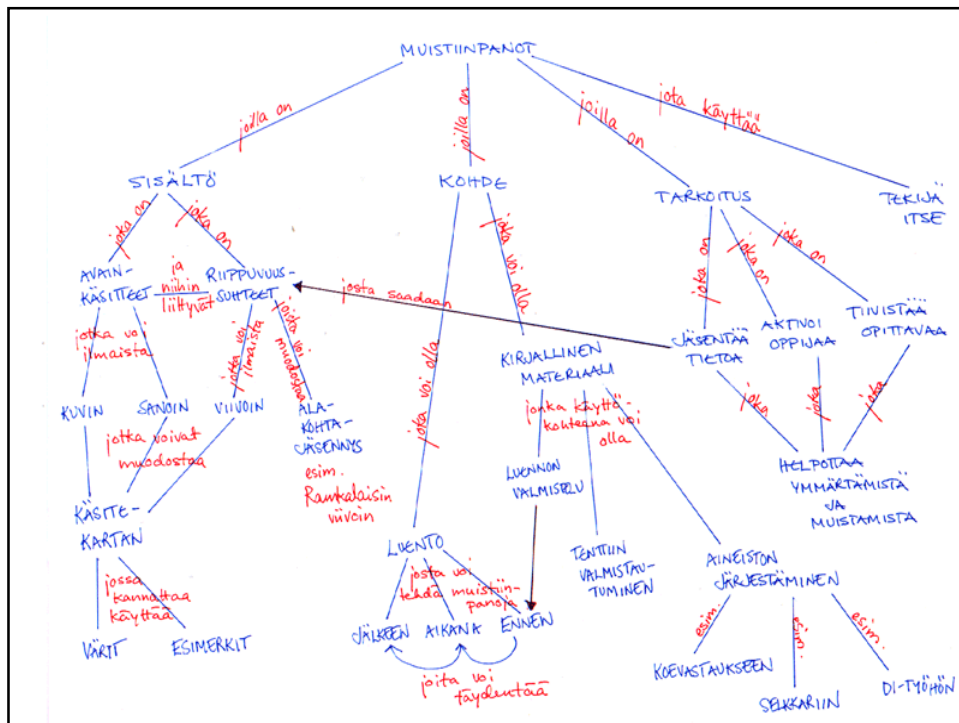 MUISTIINPANOT
joilla on
joilla on
joilla on
jota käyttää
SISÄLTÖ
KOHDE
TARKOITUS
TEKIJÄ
ITSE
joka on
joka on
joka voi olla
joka voi olla
joka on
joka on
joka on
AVAIN-
KÄSITTEET
ja
niihin
liittyvät
RIIPPUVUUS-
SUHTEET
josta saadaan
JÄSENTÄÄ
TIETOA
AKTIVOI
OPPIJAA
TIIVISTÄÄ
OPITTAVAA
jotka voi
ilmaista
jotta voi
ilmaista
joista voi
muodostaa
KIRJALLINEN
MATERIAALI
joka
joka
joka
KUVIN
SANOIN
VIIVOIN
ALA-
KOHTA-
JÄSENNYS
esim.
Rankalaisin
viivoin
jonka käyttö-
kohteena voi
olla
jotka voivat
muodostaa
LUENNON
VALMISTELU
HELPOTTAA
YMMÄRTÄMISTÄ
JA
MUISTAMISTA
KÄSITE-
KARTAN
LUENTO
TENTTIIN
VALMISTAU-
TUMINEN
AINEISTON
JÄRJESTÄMINEN
jossa
kannattaa
käyttää
josta voi
tehdä muistiin-
panoja
esim.
esim.
esim.
VÄRIT
ESIMERKIT
JÄLKEEN
AIKANA
ENNEN
joita voi
täydentää
KOEVASTAUKSEEN
SELKKARIIN
DI-TYÖHÖN